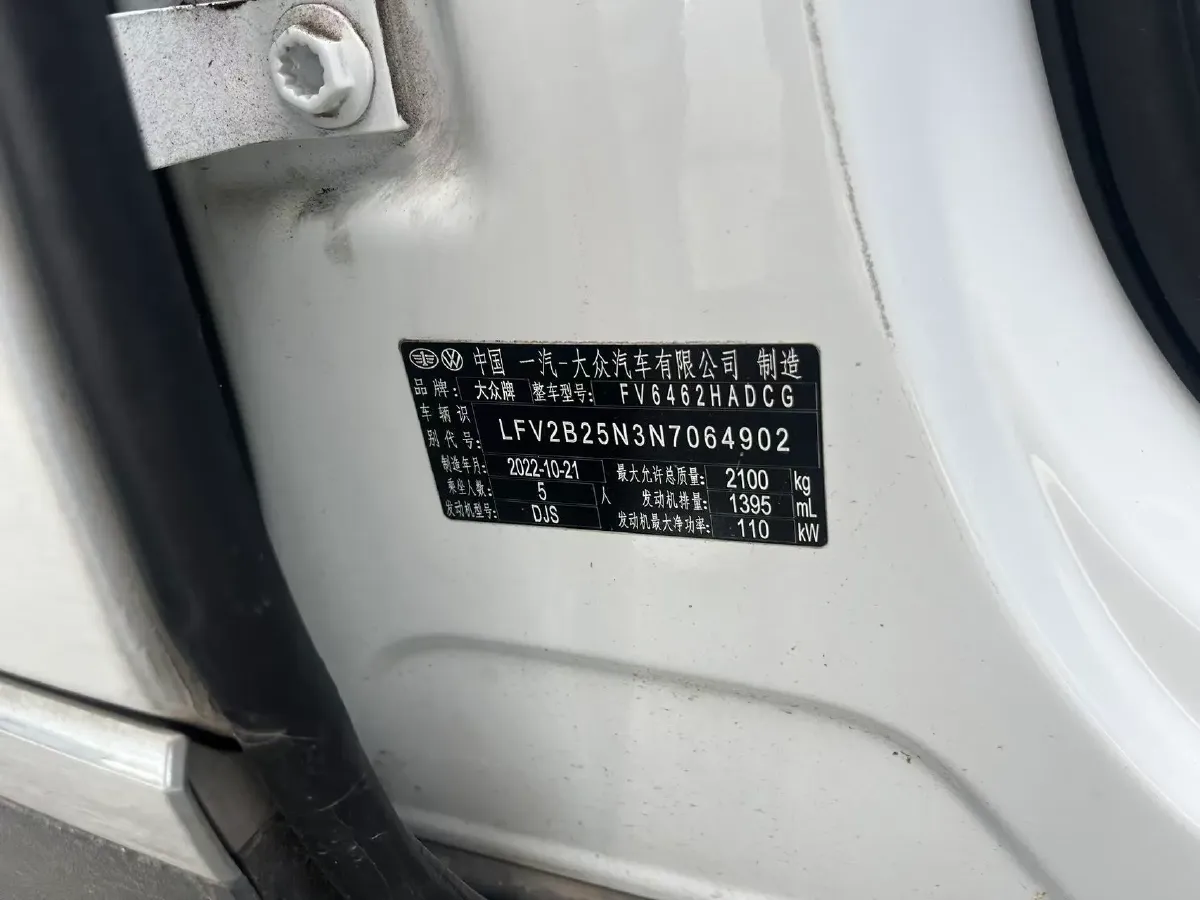 中国 一汽-大众汽车有限公司 制造
品牌: 大众牌 整车型号: FV6462HADCG
车辆识别代号: LFV2B25N3N7064902
制造年月: 2022-10-21 最大允许总质量: 2100 kg
乘座人数: 5 人 发动机排量: 1395 mL
发动机型号: DJS 发动机最大净功率: 110 kW